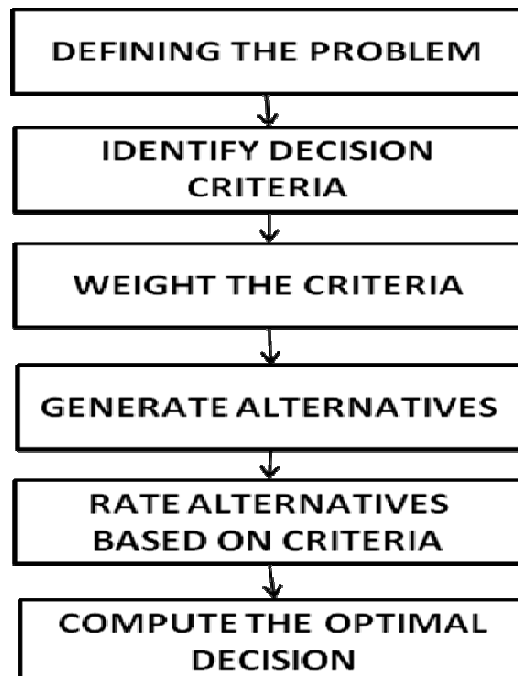 DEFINING THE PROBLEM
IDENTIFY DECISION
CRITERIA
WEIGHT THE CRITERIA
GENERATE ALTERNATIVES
RATE ALTERNATIVES
BASED ON CRITERIA
COMPUTE THE OPTIMAL
DECISION